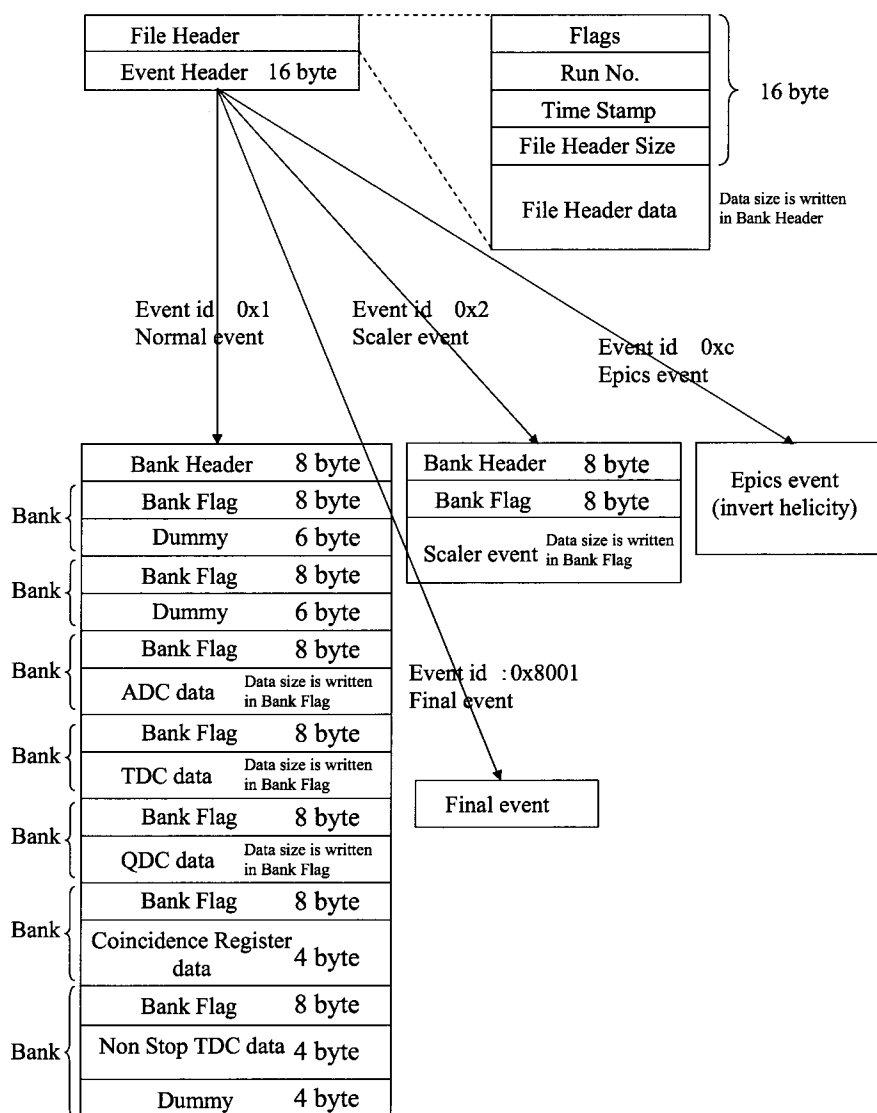 File Header
Event Header 16 byte
Flags
Run No.
Time Stamp
File Header Size
16 byte
File Header data
Data size is written
in Bank Header
Event id 0x1
Normal event
Event id 0x2
Scaler event
Event id 0xc
Epics event
Bank Header 8 byte
Bank
Bank Flag 8 byte
Dummy 6 byte
Bank
Bank Flag 8 byte
Dummy 6 byte
Bank
Bank Flag 8 byte
ADC data
Data size is written
in Bank Flag
Bank
Bank Flag 8 byte
TDC data
Data size is written
in Bank Flag
Bank
Bank Flag 8 byte
QDC data
Data size is written
in Bank Flag
Bank
Bank Flag 8 byte
Coincidence Register
data 4 byte
Bank
Bank Flag 8 byte
Non Stop TDC data 4 byte
Dummy 4 byte
Bank Header 8 byte
Bank Flag 8 byte
Scaler event
Data size is written
in Bank Flag
Epics event
(invert helicity)
Event id :0x8001
Final event
Final event